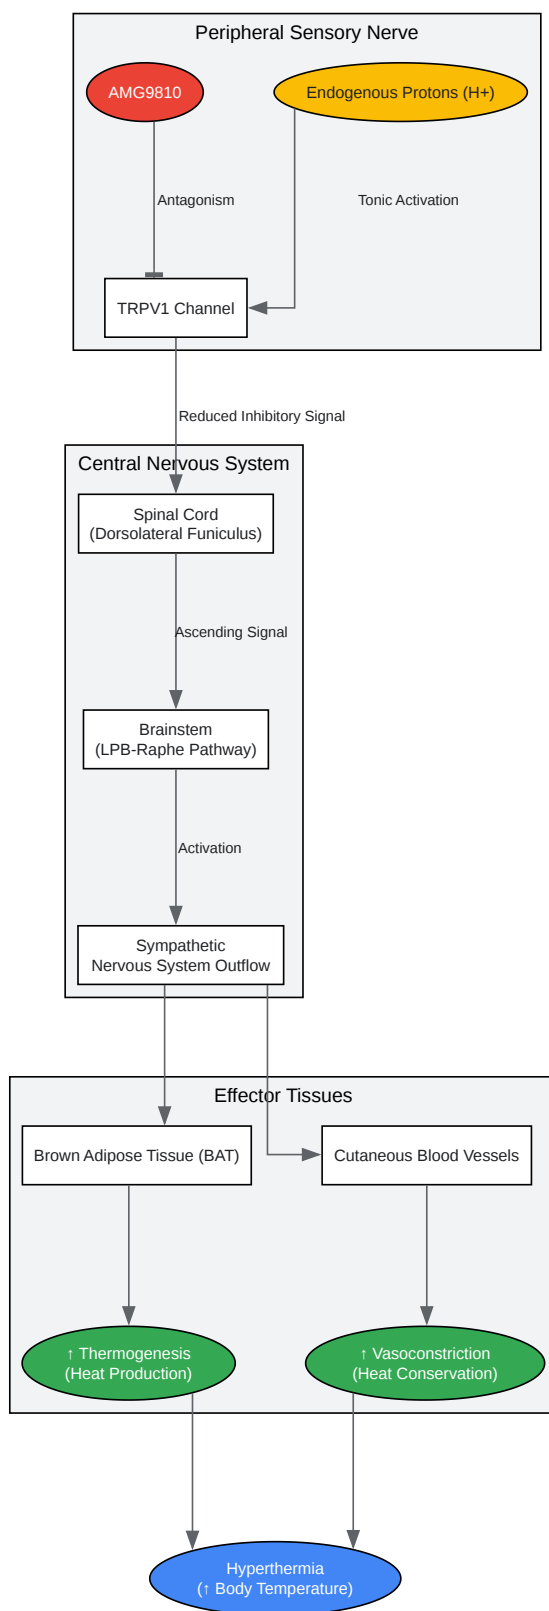 Peripheral Sensory Nerve
AMG9810
Endogenous Protons (H+)
Antagonism
Tonic Activation
TRPV1 Channel
Reduced Inhibitory Signal
Central Nervous System
Spinal Cord
(Dorsolateral Funiculus)
Ascending Signal
Brainstem
(LPB-Raphe Pathway)
Activation
Sympathetic
Nervous System Outflow
Effector Tissues
Brown Adipose Tissue (BAT)
Cutaneous Blood Vessels
↑ Thermogenesis
(Heat Production)
↑ Vasoconstriction
(Heat Conservation)
Hyperthermia
(↑ Body Temperature)